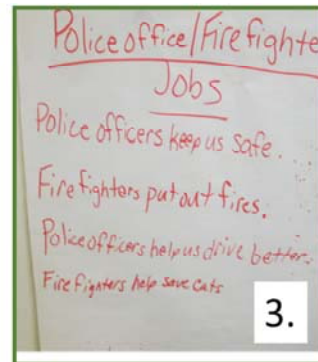 Police office/Fire fighte
Jobs
Police officers keep us safe.
Fire fighters put out fires.
Police officers help us drive better.
Fire fighters help save cats
3.